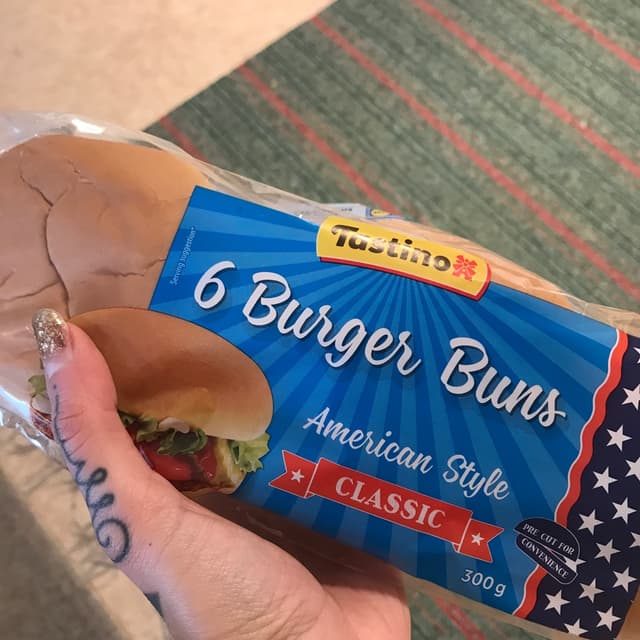 Tastino
Serving suggestion*
6 Burger Buns
American Style
CLASSIC
PRE CUT FOR
CONVENIENCE
300g